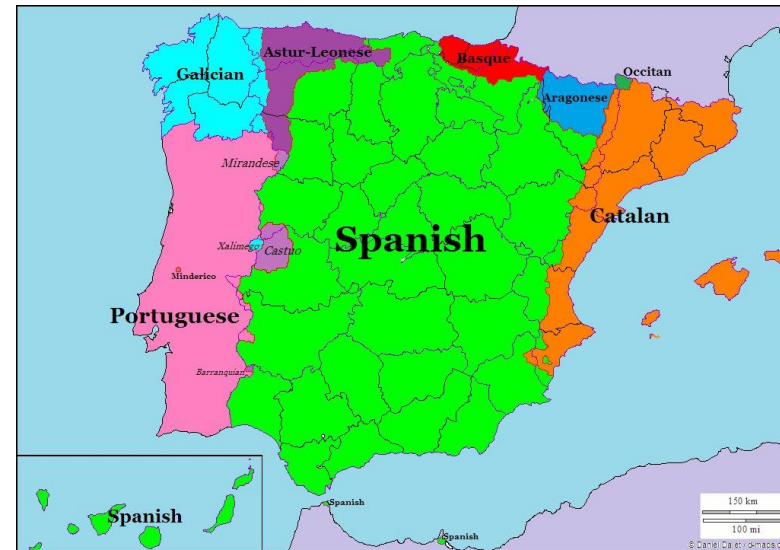 Astur-Leonese
Basque
Galician
Occitan
Aragonese
Mirandese
Catalan
Spanish
Xalimego
Castuo
Minderico
Portuguese
Barranquian
Spanish
Spanish
Spanish
150 km
100 mi